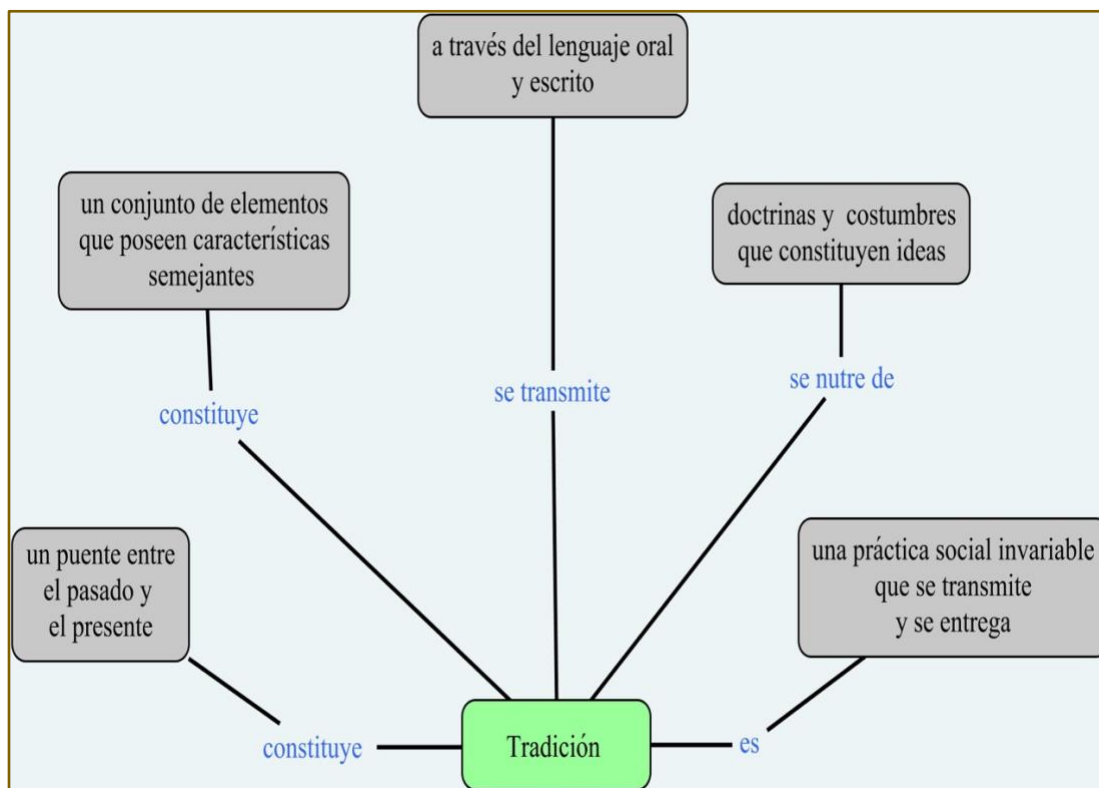 a través del lenguaje oral
y escrito
un conjunto de elementos
que poseen características
semejantes
doctrinas y costumbres
que constituyen ideas
se transmite
se nutre de
constituye
un puente entre
el pasado y
el presente
una práctica social invariable
que se transmite
y se entrega
constituye
Tradición
es